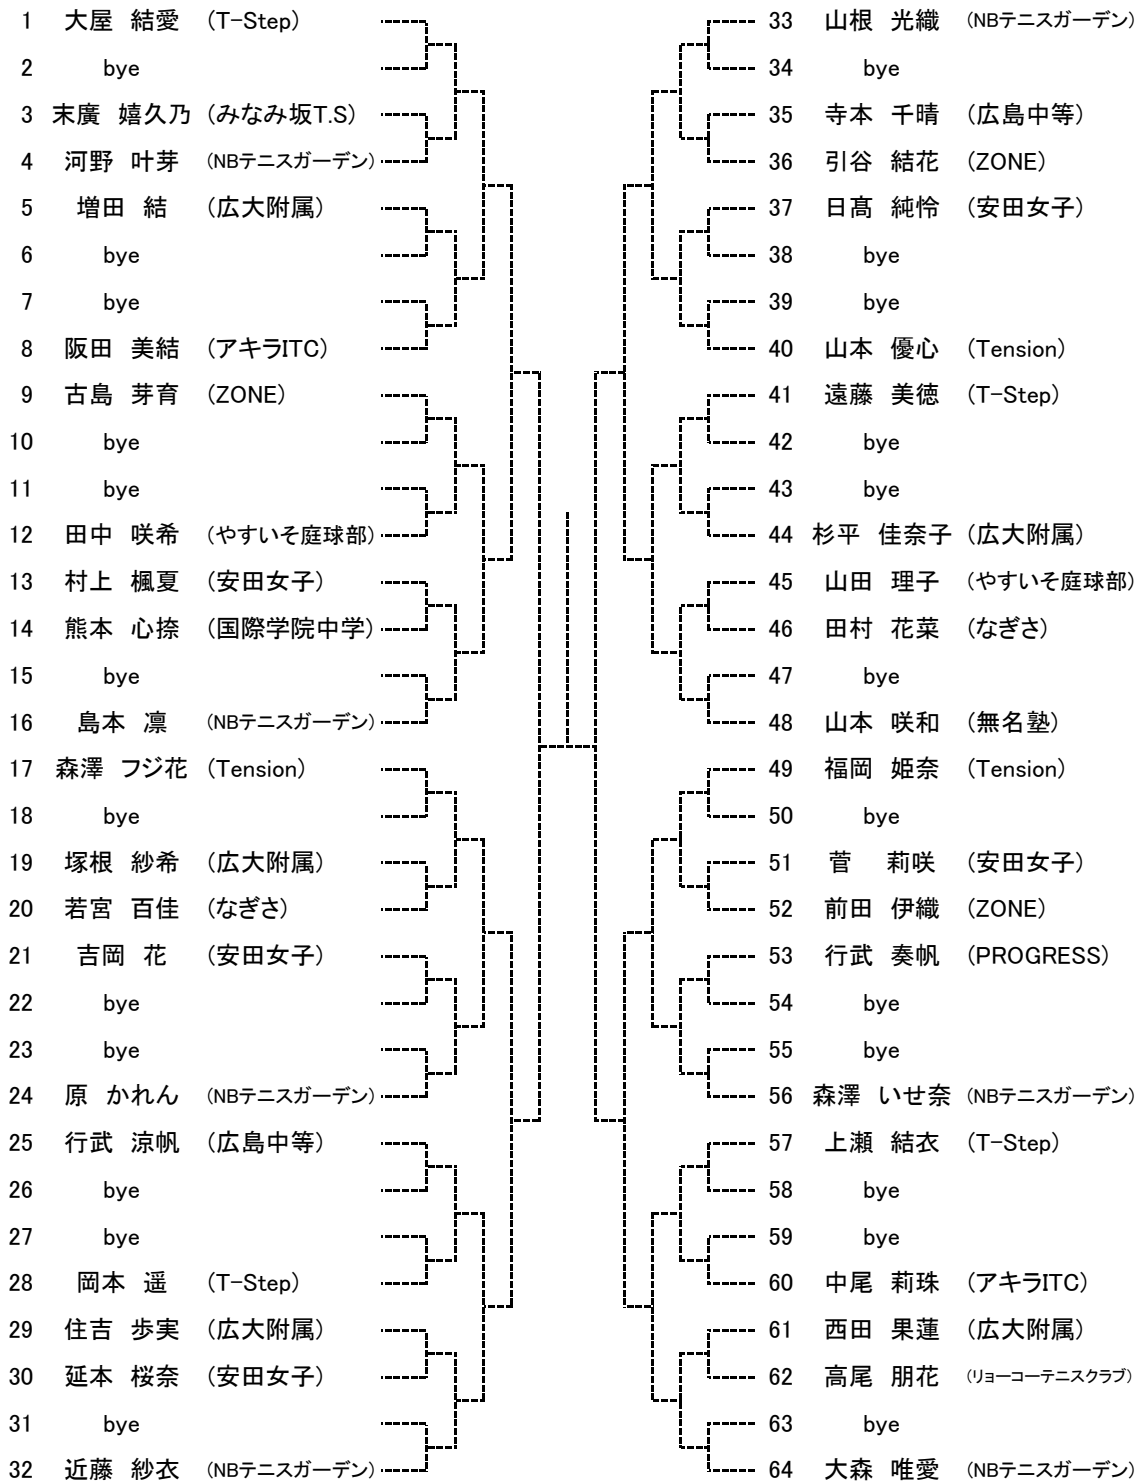 1 大屋 結愛 (T-Step)
2 bye
3 末廣 嬉久乃 (みなみ坂T.S)
4 河野 叶芽 (NBテニスガーデン)
5 増田 結 (広大附属)
6 bye
7 bye
8 阪田 美結 (アキラITC)
9 古島 芽育 (ZONE)
10 bye
11 bye
12 田中 咲希 (やすいそ庭球部)
13 村上 楓夏 (安田女子)
14 熊本 心捺 (国際学院中学)
15 bye
16 島本 凛 (NBテニスガーデン)
17 森澤 フジ花 (Tension)
18 bye
19 塚根 紗希 (広大附属)
20 若宮 百佳 (なぎさ)
21 吉岡 花 (安田女子)
22 bye
23 bye
24 原 かれん (NBテニスガーデン)
25 行武 涼帆 (広島中等)
26 bye
27 bye
28 岡本 遥 (T-Step)
29 住吉 歩実 (広大附属)
30 延本 桜奈 (安田女子)
31 bye
32 近藤 紗衣 (NBテニスガーデン)
33 山根 光織 (NBテニスガーデン)
34 bye
35 寺本 千晴 (広島中等)
36 引谷 結花 (ZONE)
37 日髙 純怜 (安田女子)
38 bye
39 bye
40 山本 優心 (Tension)
41 遠藤 美徳 (T-Step)
42 bye
43 bye
44 杉平 佳奈子 (広大附属)
45 山田 理子 (やすいそ庭球部)
46 田村 花菜 (なぎさ)
47 bye
48 山本 咲和 (無名塾)
49 福岡 姫奈 (Tension)
50 bye
51 菅 莉咲 (安田女子)
52 前田 伊織 (ZONE)
53 行武 奏帆 (PROGRESS)
54 bye
55 bye
56 森澤 いせ奈 (NBテニスガーデン)
57 上瀬 結衣 (T-Step)
58 bye
59 bye
60 中尾 莉珠 (アキラITC)
61 西田 果蓮 (広大附属)
62 高尾 朋花 (リョーコーテニスクラブ)
63 bye
64 大森 唯愛 (NBテニスガーデン)